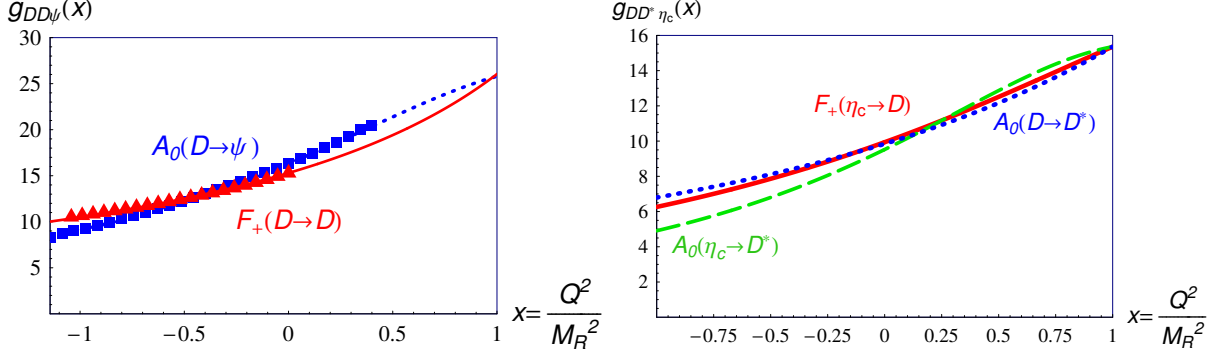 g_{DDψ}(x)
30
25
20
15
10
5
A_0(D→ψ)
F_+(D→D)
-1 -0.5 0 0.5 1
x= Q^2 / M_R^2
g_{DD^* η_c}(x)
16
14
12
10
8
6
4
2
F_+(η_c→D)
A_0(D→D^*)
A_0(η_c→D^*)
-0.75 -0.5 -0.25 0 0.25 0.5 0.75 1
x= Q^2 / M_R^2